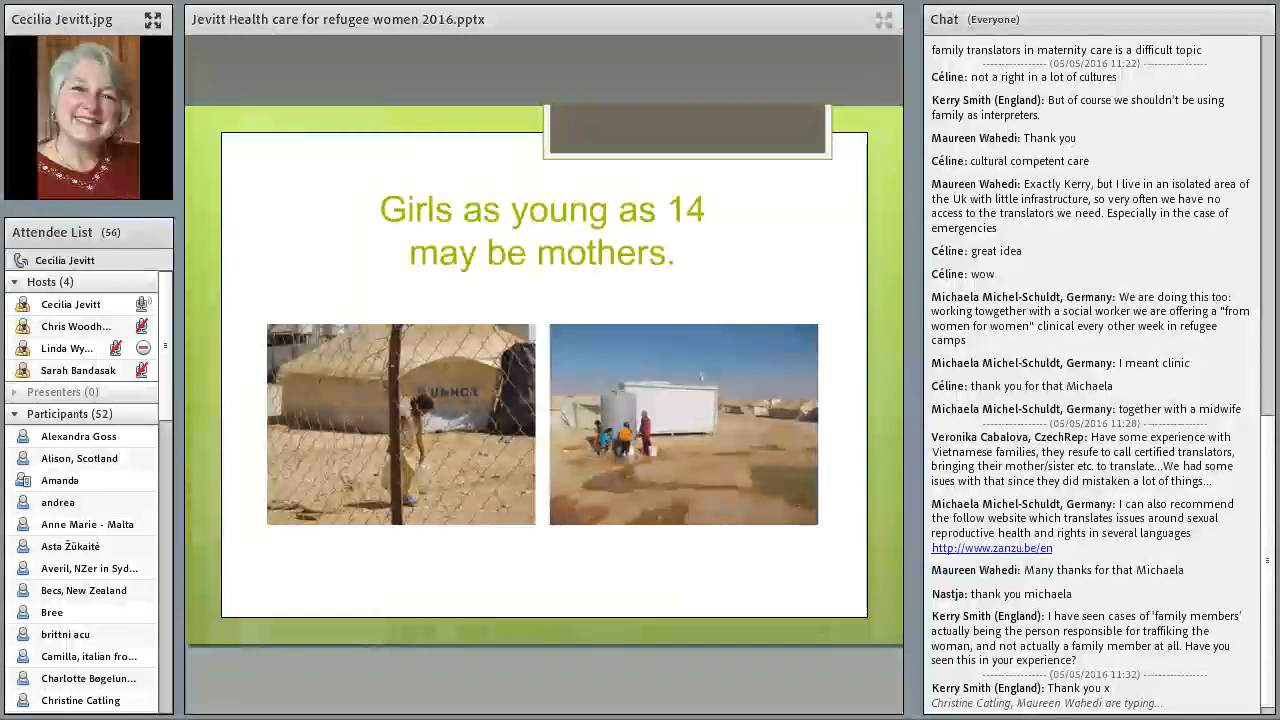 Cecilia Jevitt.jpg
Attendee List (56)
Cecilia Jevitt
Hosts (4)
Cecilia Jevitt
Chris Woodh...
Linda Wy...
Sarah Bandasak
Presenters (0)
Participants (52)
Alexandra Goss
Alison, Scotland
Amanda
andrea
Anne Marie - Malta
Asta Žūkaitė
Averil, NZer in Syd...
Becs, New Zealand
Bree
brittni acu
Camilla, italian fro...
Charlotte Bøgelun...
Christine Catling
Jevitt Health care for refugee women 2016.pptx
Girls as young as 14
may be mothers.
UNHCR
Chat (Everyone)
family translators in maternity care is a difficult topic
------------------ (05/05/2016 11:22) ------------------
Céline: not a right in a lot of cultures
Kerry Smith (England): But of course we shouldn't be using
family as interpreters.
Maureen Wahedi: Thank you
Céline: cultural competent care
Maureen Wahedi: Exactly Kerry, but I live in an isolated area of
the Uk with little infrastructure, so very often we have no
access to the translators we need. Especially in the case of
emergencies
Céline: great idea
Céline: wow
Michaela Michel-Schuldt, Germany: We are doing this too:
working towgether with a social worker we are offering a "from
women for women" clinical every other week in refugee
camps
Michaela Michel-Schuldt, Germany: I meant clinic
Céline: thank you for that Michaela
Michaela Michel-Schuldt, Germany: together with a midwife
------------------ (05/05/2016 11:28) ------------------
Veronika Cabalova, CzechRep: Have some experience with
Vietnamese families, they resufe to call certified translators,
bringing their mother/sister etc. to translate...We had some
isues with that since they did mistaken a lot of things...
Michaela Michel-Schuldt, Germany: I can also recommend
the follow website which translates issues around sexual
reproductive health and rights in several languages
http://www.zanzu.be/en
Maureen Wahedi: Many thanks for that Michaela
Nastja: thank you michaela
Kerry Smith (England): I have seen cases of 'family members'
actually being the person responsible for traffiking the
woman, and not actually a family member at all. Have you
seen this in your experience?
------------------ (05/05/2016 11:32) ------------------
Kerry Smith (England): Thank you x
Christine Catling, Maureen Wahedi are typing...